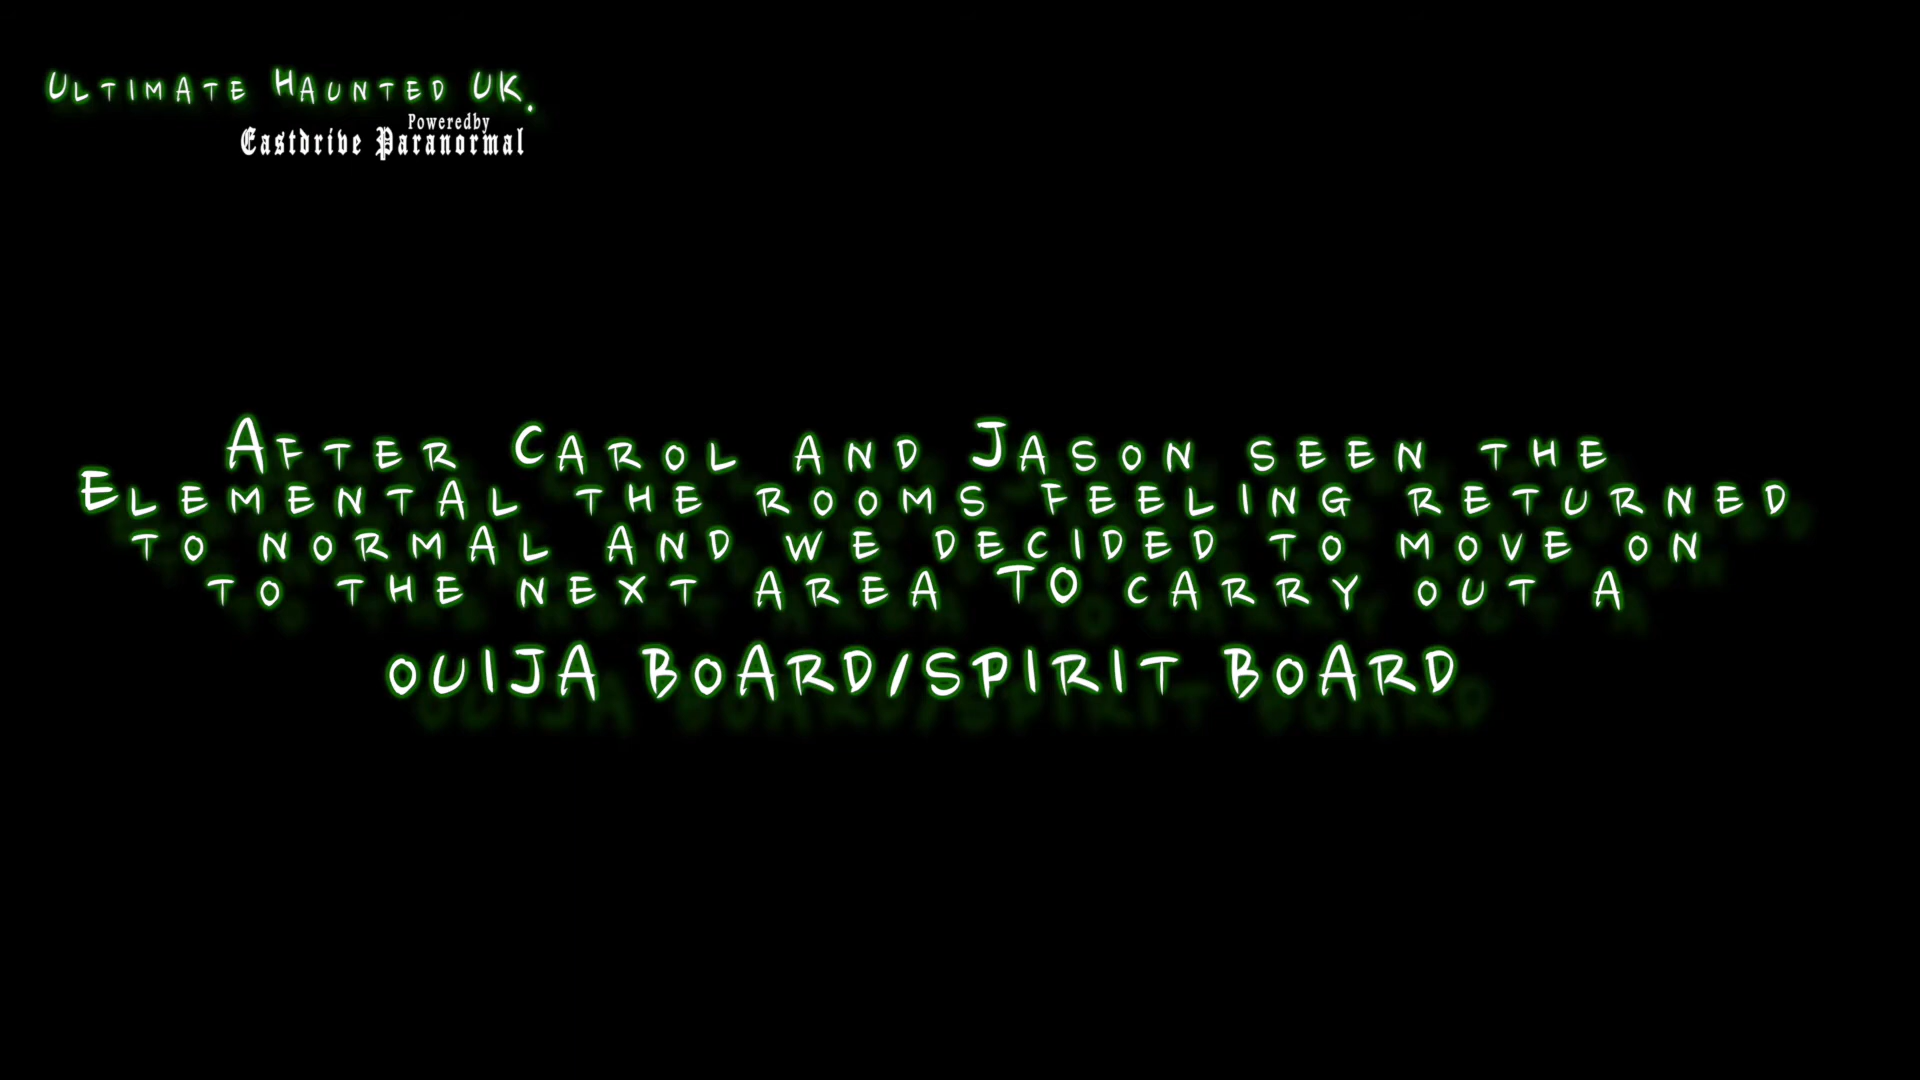 Ultimate Haunted UK.
Poweredby
Eastdrive Paranormal
After Carol and Jason seen the
Elemental the rooms feeling returned
to normal and we decided to move on
to the next area TO carry out a
OUIJA BOARD/SPIRIT BOARD